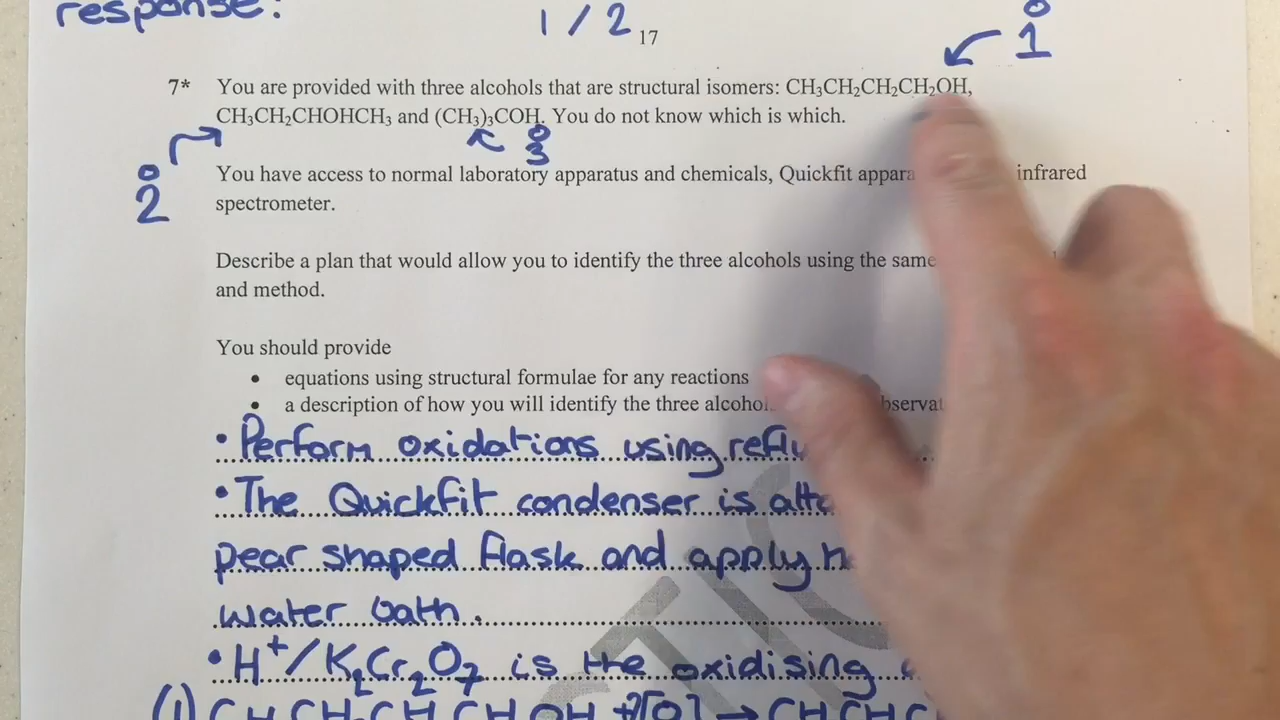 response:
1 / 2
17
1°
7* You are provided with three alcohols that are structural isomers: CH₃CH₂CH₂CH₂OH,
CH₃CH₂CHOHCH₃ and (CH₃)₃COH. You do not know which is which.
3°
2°
You have access to normal laboratory apparatus and chemicals, Quickfit infrared
spectrometer.
Describe a plan that would allow you to identify the three alcohols using the same
and method.
You should provide
• equations using structural formulae for any reactions
• a description of how you will identify the three
• Perform oxidations using
• The Quickfit condenser is
pear shaped flask and apply
water bath.
• H⁺/K₂Cr₂O₇ is the oxidising
(1) CH₃CH₂CH₂CH₂OH +2[O] →